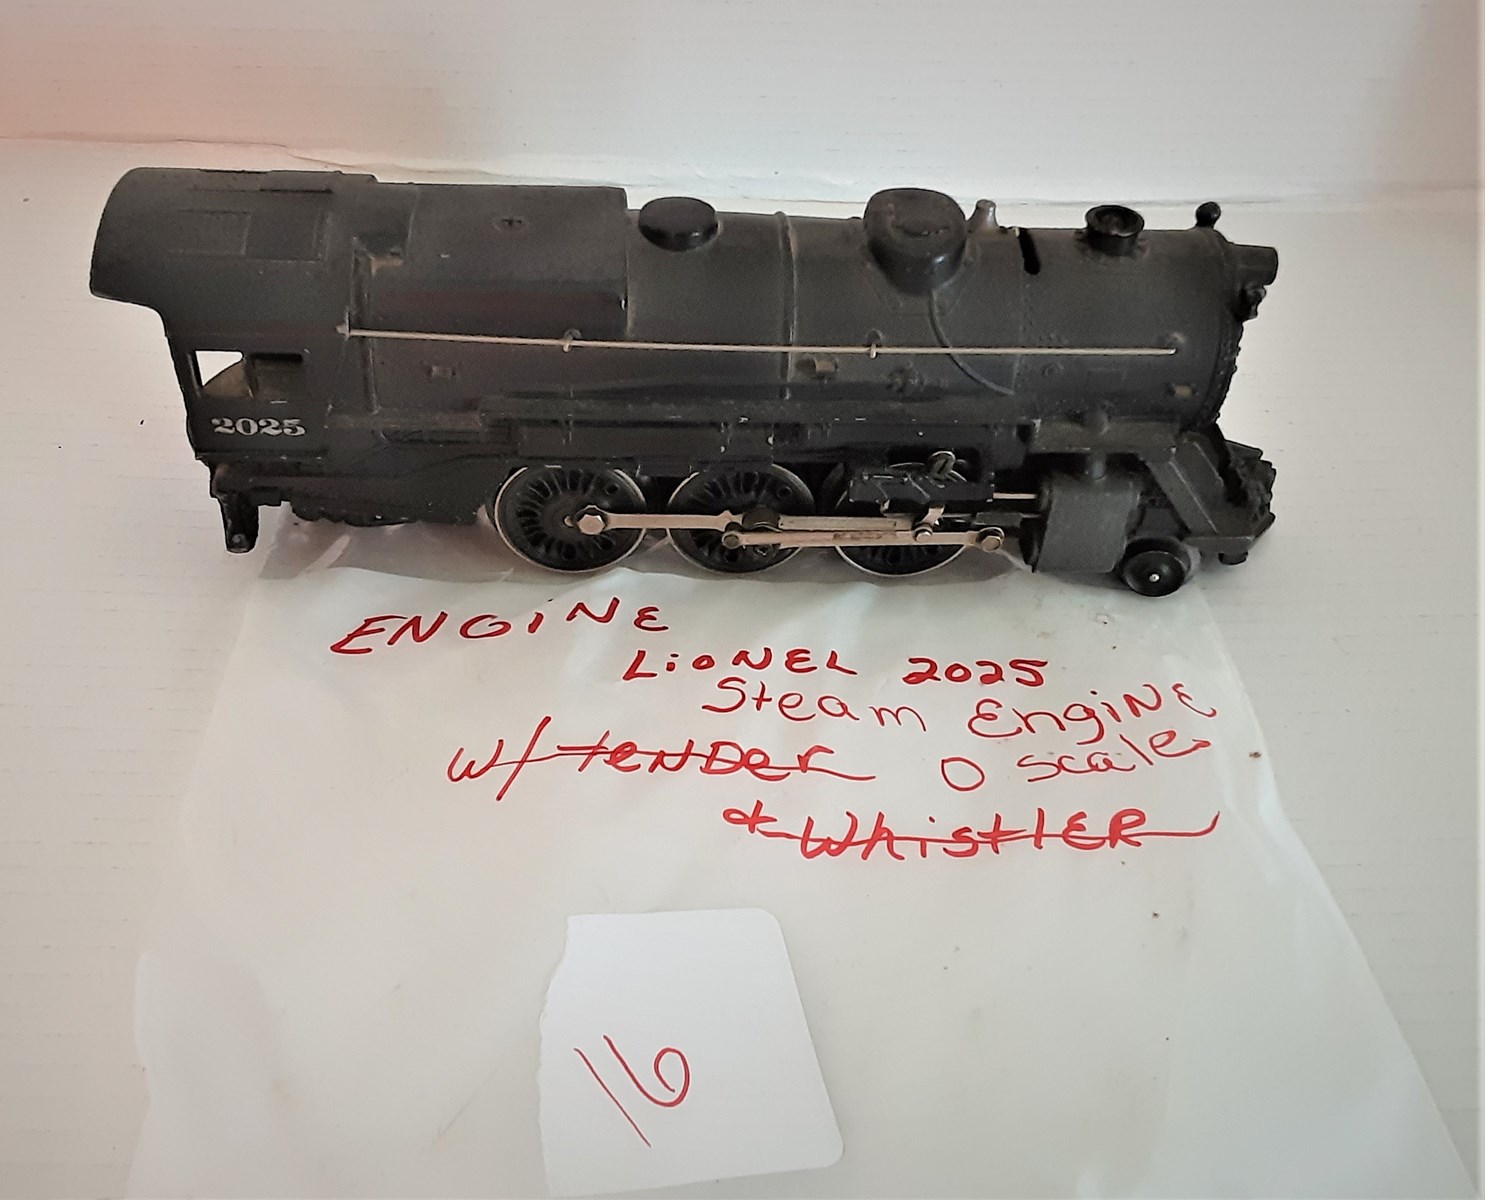 2025
ENGINE
LIONEL 2025
Steam Engine
w/ tender O scale
& Whistler
16